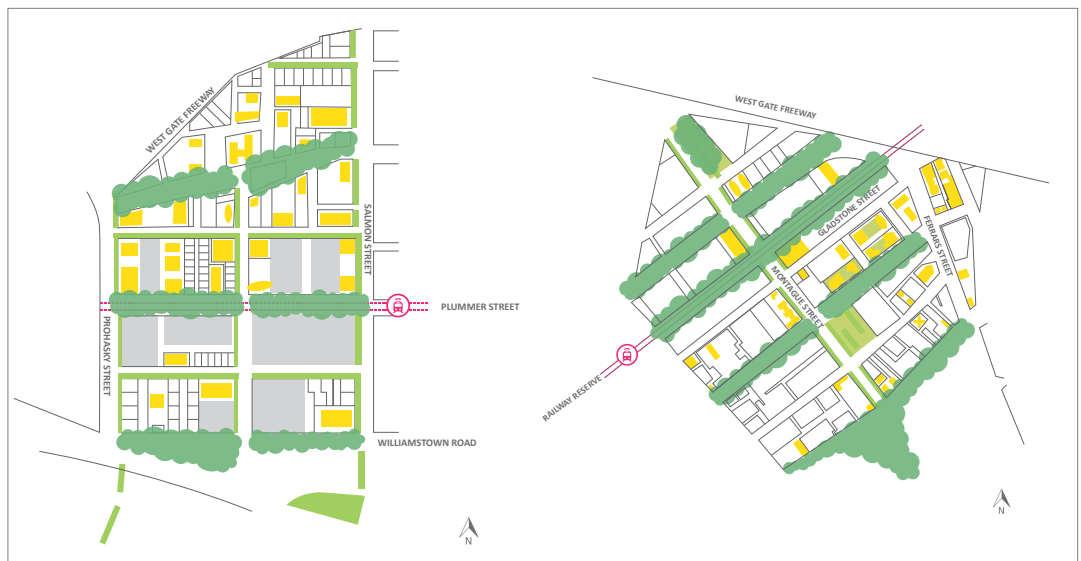 WEST GATE FREEWAY
SALMON STREET
PLUMMER STREET
PROHASKY STREET
WILLIAMSTOWN ROAD
N
WEST GATE FREEWAY
GLADSTONE STREET
FERRARS STREET
MONTAGUE STREET
RAILWAY RESERVE
N